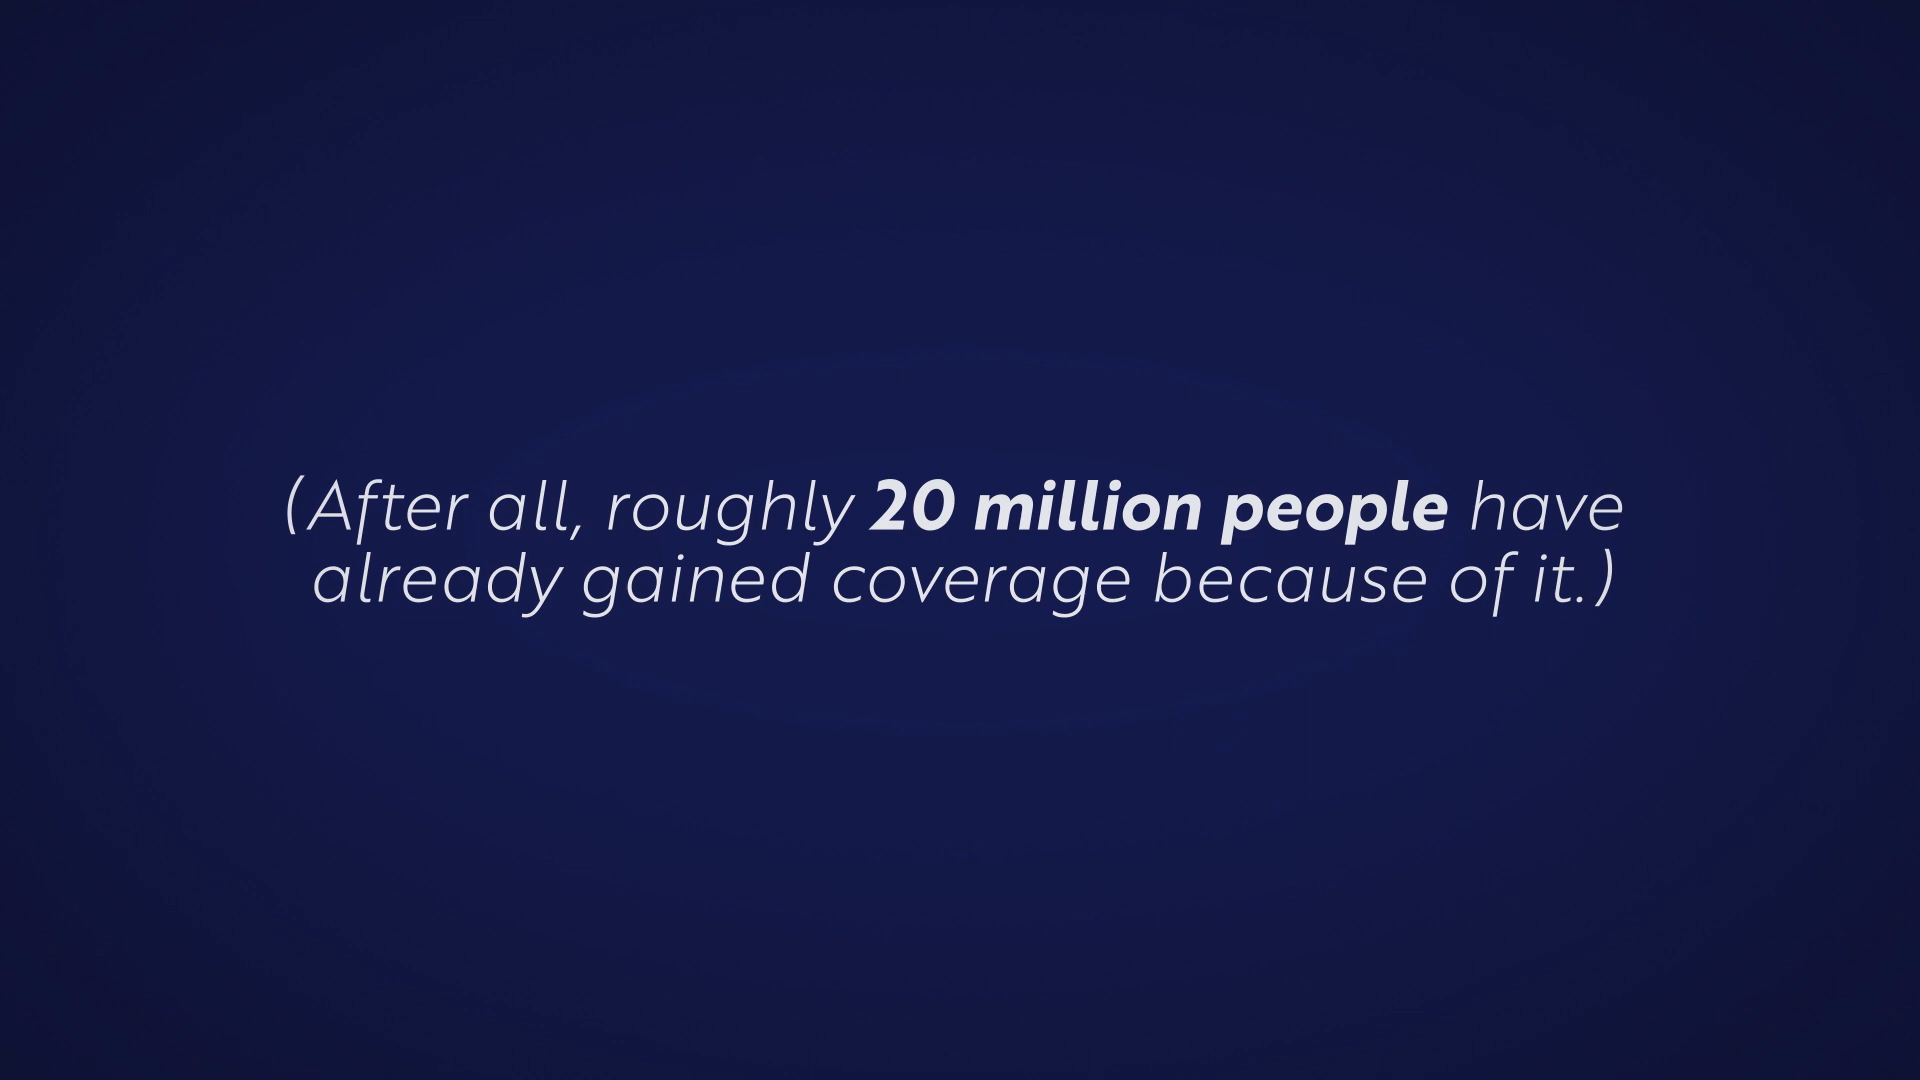 (After all, roughly 20 million people have
already gained coverage because of it.)